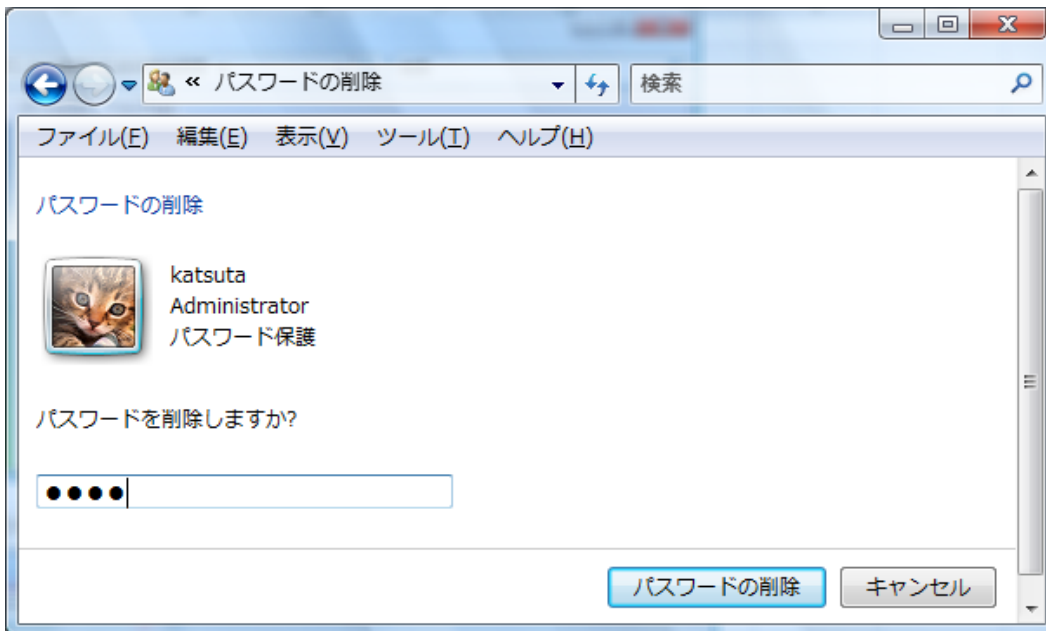 « パスワードの削除
検索
ファイル(F) 編集(E) 表示(V) ツール(T) ヘルプ(H)
パスワードの削除
katsuta
Administrator
パスワード保護
パスワードを削除しますか?
●●●●
パスワードの削除 キャンセル